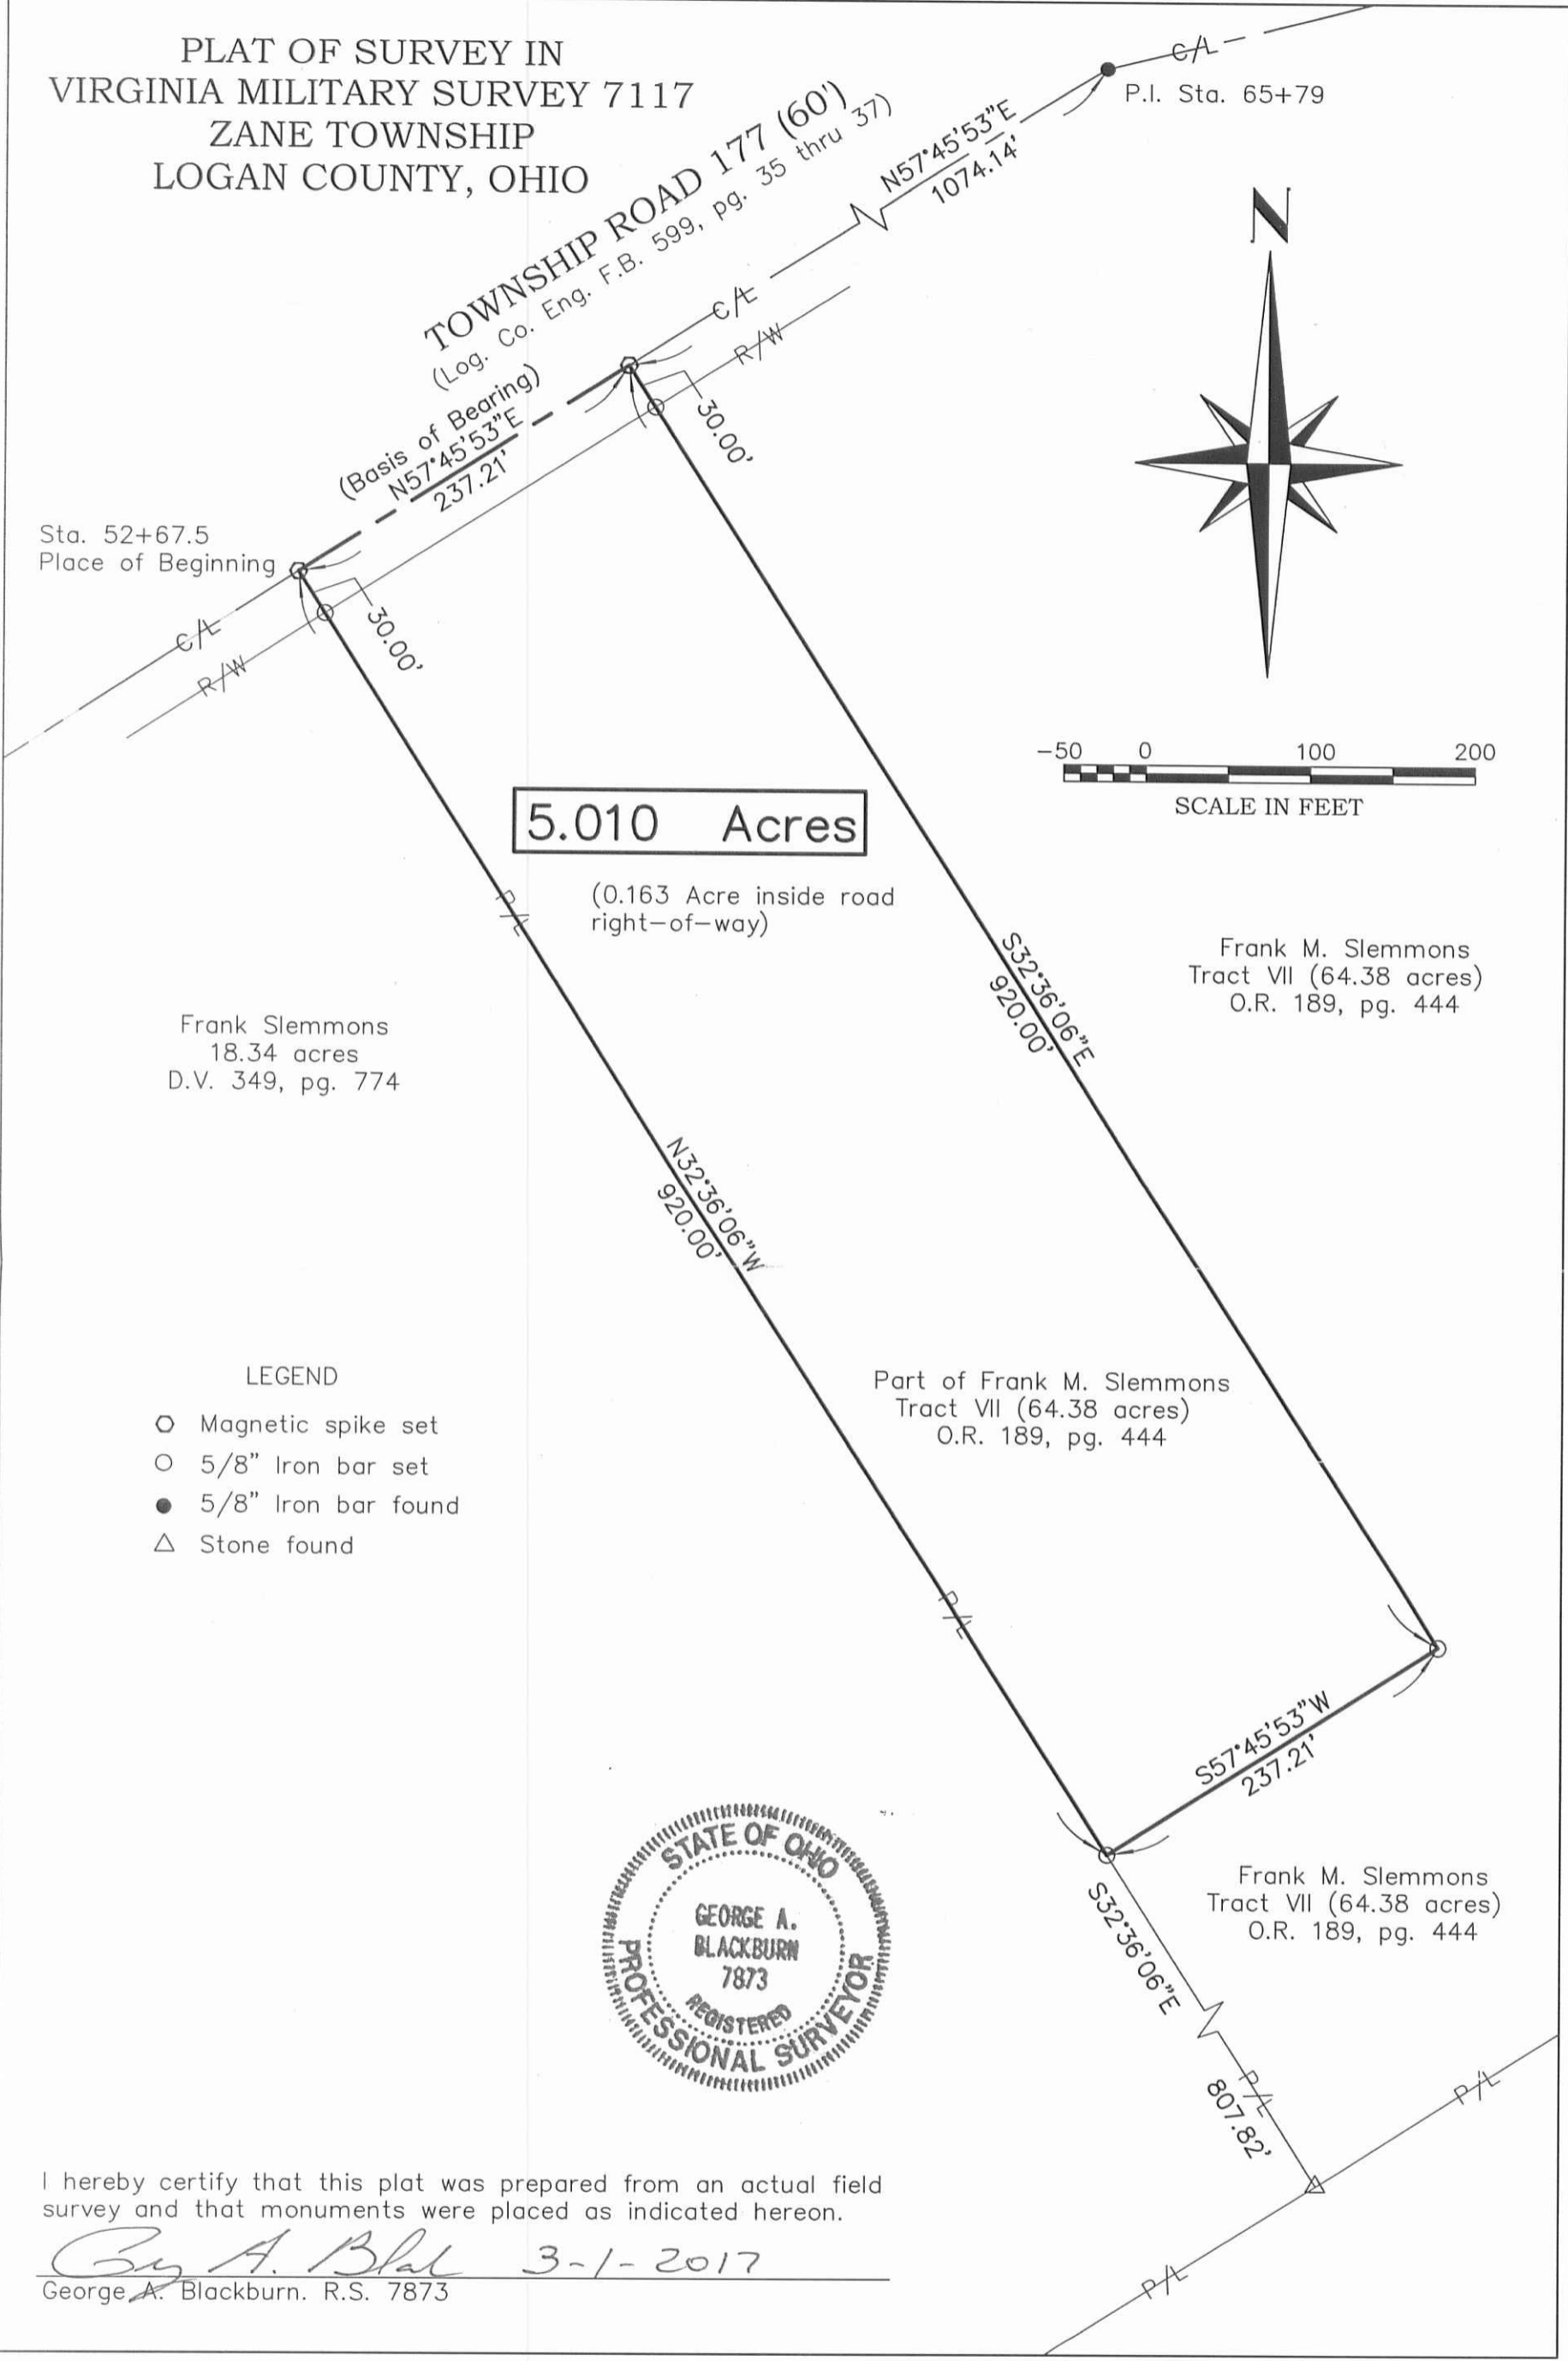 PLAT OF SURVEY IN
VIRGINIA MILITARY SURVEY 7117
ZANE TOWNSHIP
LOGAN COUNTY, OHIO
C/L
P.I. Sta. 65+79
N57°45'53"E
1074.14'
TOWNSHIP ROAD 177 (60')
(Log. Co. Eng. F.B. 599, pg. 35 thru 37)
N
C/L
R/W
(Basis of Bearing)
N57°45'53"E
237.21'
30.00'
Sta. 52+67.5
Place of Beginning
C/L
R/W
30.00'
-50 0 100 200
SCALE IN FEET
5.010 Acres
(0.163 Acre inside road
right-of-way)
P/L
S32°36'06"E
920.00'
Frank M. Slemmons
Tract VII (64.38 acres)
O.R. 189, pg. 444
Frank Slemmons
18.34 acres
D.V. 349, pg. 774
N32°36'06"W
920.00'
LEGEND
Magnetic spike set
5/8" Iron bar set
5/8" Iron bar found
Stone found
Part of Frank M. Slemmons
Tract VII (64.38 acres)
O.R. 189, pg. 444
P/L
S57°45'53"W
237.21'
STATE OF OHIO
GEORGE A.
BLACKBURN
7873
REGISTERED
PROFESSIONAL SURVEYOR
Frank M. Slemmons
Tract VII (64.38 acres)
O.R. 189, pg. 444
S32°36'06"E
P/L
807.82'
P/L
P/L
I hereby certify that this plat was prepared from an actual field
survey and that monuments were placed as indicated hereon.
3-1-2017
George A. Blackburn. R.S. 7873